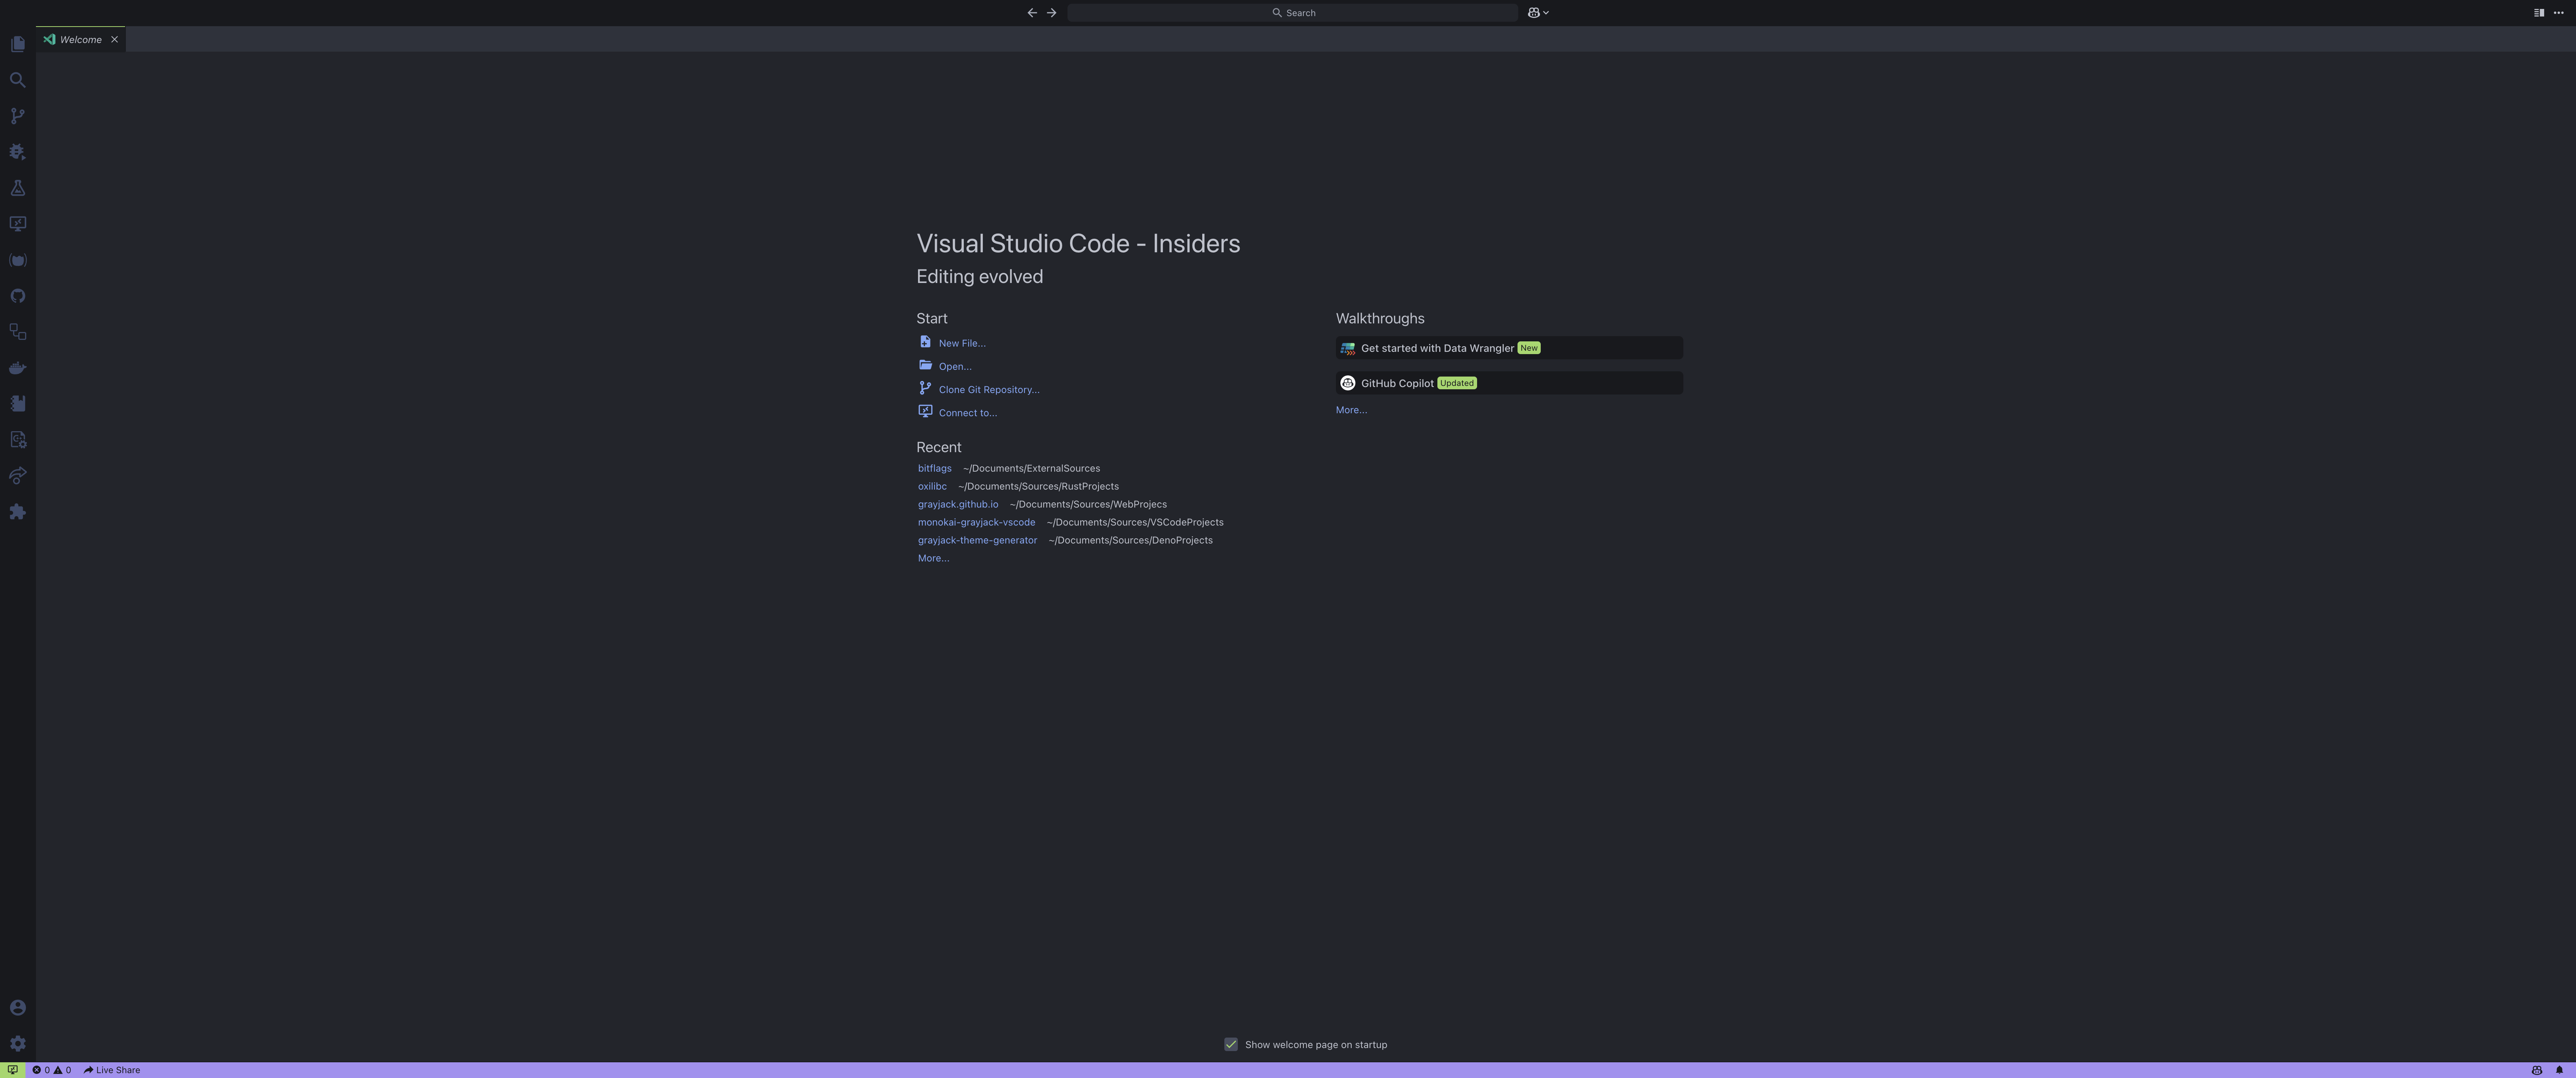 Search
Welcome
Visual Studio Code - Insiders
Editing evolved
Start
New File...
Open...
Clone Git Repository...
Connect to...
Recent
bitflags ~/Documents/ExternalSources
oxilibc ~/Documents/Sources/RustProjects
grayjack.github.io ~/Documents/Sources/WebProjecs
monokai-grayjack-vscode ~/Documents/Sources/VSCodeProjects
grayjack-theme-generator ~/Documents/Sources/DenoProjects
More...
Walkthroughs
Get started with Data Wrangler New
GitHub Copilot Updated
More...
Show welcome page on startup
0 0 Live Share